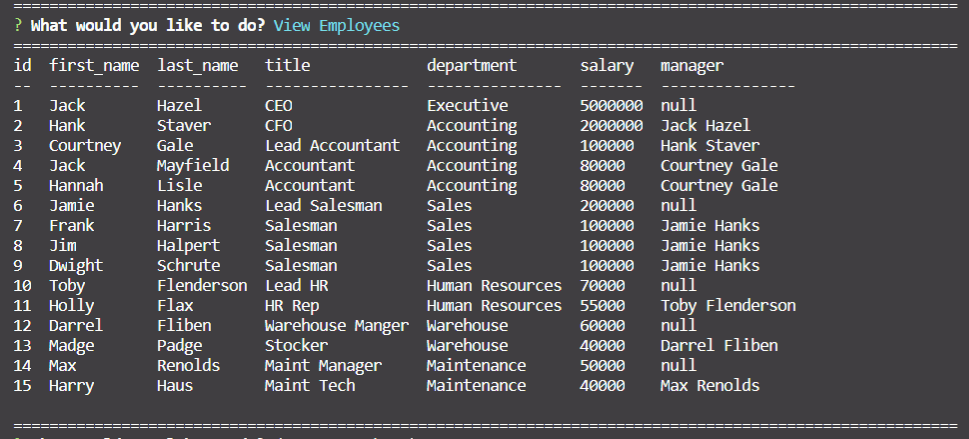 ====================================================================================================
? What would you like to do? View Employees
====================================================================================================
id  first_name  last_name  title             department       salary   manager
--  ----------  ----------  ----------------  ---------------  -------  ---------------
1   Jack        Hazel       CEO               Executive        5000000  null
2   Hank        Staver      CFO               Accounting       2000000  Jack Hazel
3   Courtney    Gale        Lead Accountant   Accounting       100000   Hank Staver
4   Jack        Mayfield    Accountant        Accounting       80000    Courtney Gale
5   Hannah      Lisle       Accountant        Accounting       80000    Courtney Gale
6   Jamie       Hanks       Lead Salesman     Sales            200000   null
7   Frank       Harris      Salesman          Sales            100000   Jamie Hanks
8   Jim         Halpert     Salesman          Sales            100000   Jamie Hanks
9   Dwight      Schrute     Salesman          Sales            100000   Jamie Hanks
10  Toby        Flenderson  Lead HR           Human Resources  70000    null
11  Holly       Flax        HR Rep            Human Resources  55000    Toby Flenderson
12  Darrel      Fliben      Warehouse Manger  Warehouse        60000    null
13  Madge       Padge       Stocker           Warehouse        40000    Darrel Fliben
14  Max         Renolds     Maint Manager     Maintenance      50000    null
15  Harry       Haus        Maint Tech        Maintenance      40000    Max Renolds
====================================================================================================